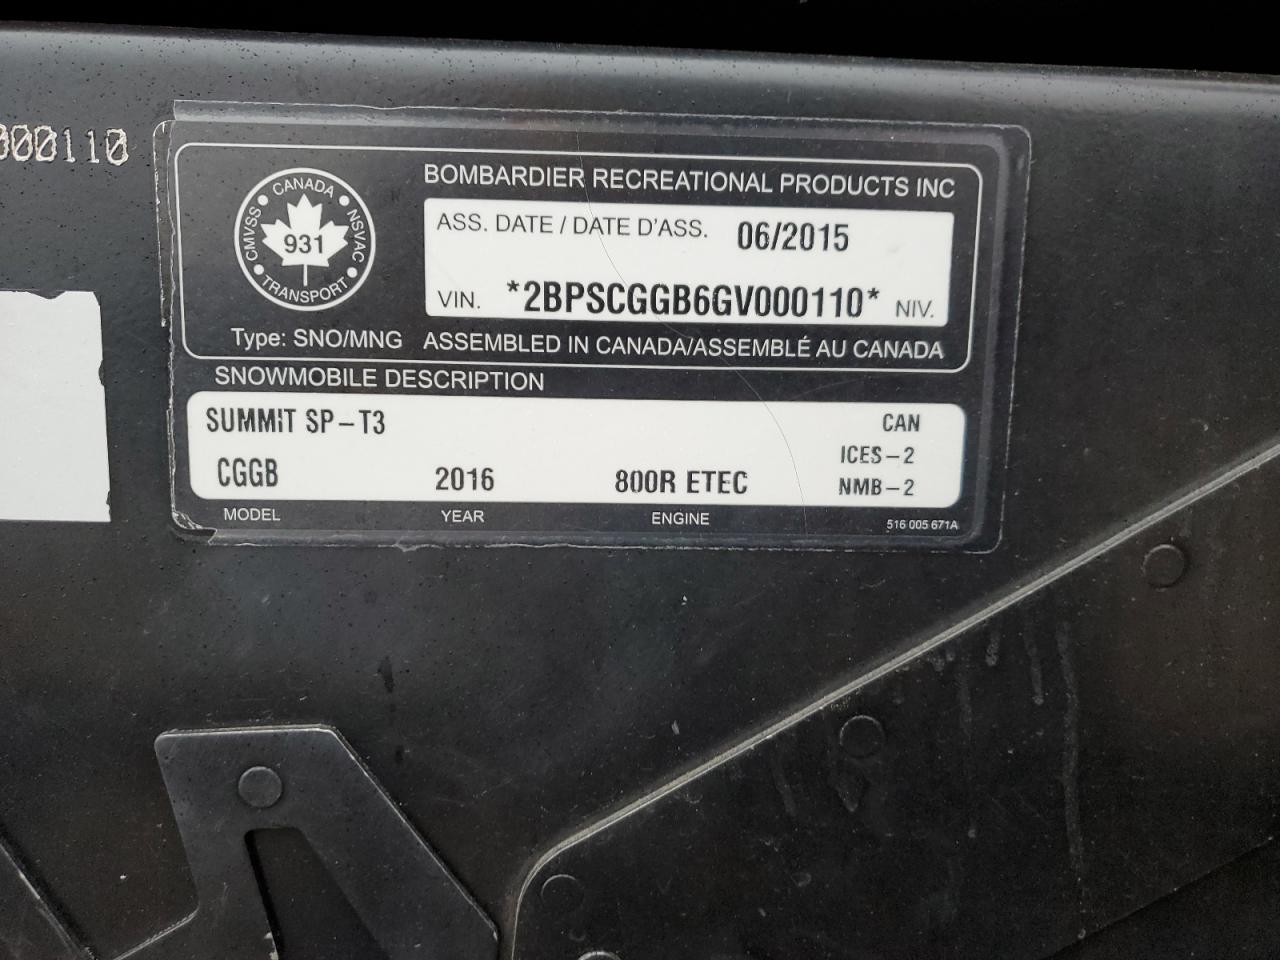 000110
CANADA
CMVSS
NSVAC
931
TRANSPORT
BOMBARDIER RECREATIONAL PRODUCTS INC
ASS. DATE / DATE D'ASS. 06/2015
VIN. *2BPSCGGB6GV000110* NIV.
Type: SNO/MNG ASSEMBLED IN CANADA/ASSEMBLÉ AU CANADA
SNOWMOBILE DESCRIPTION
SUMMIT SP-T3 CAN
ICES-2
CGGB 2016 800R ETEC NMB-2
MODEL YEAR ENGINE 516 005 671A